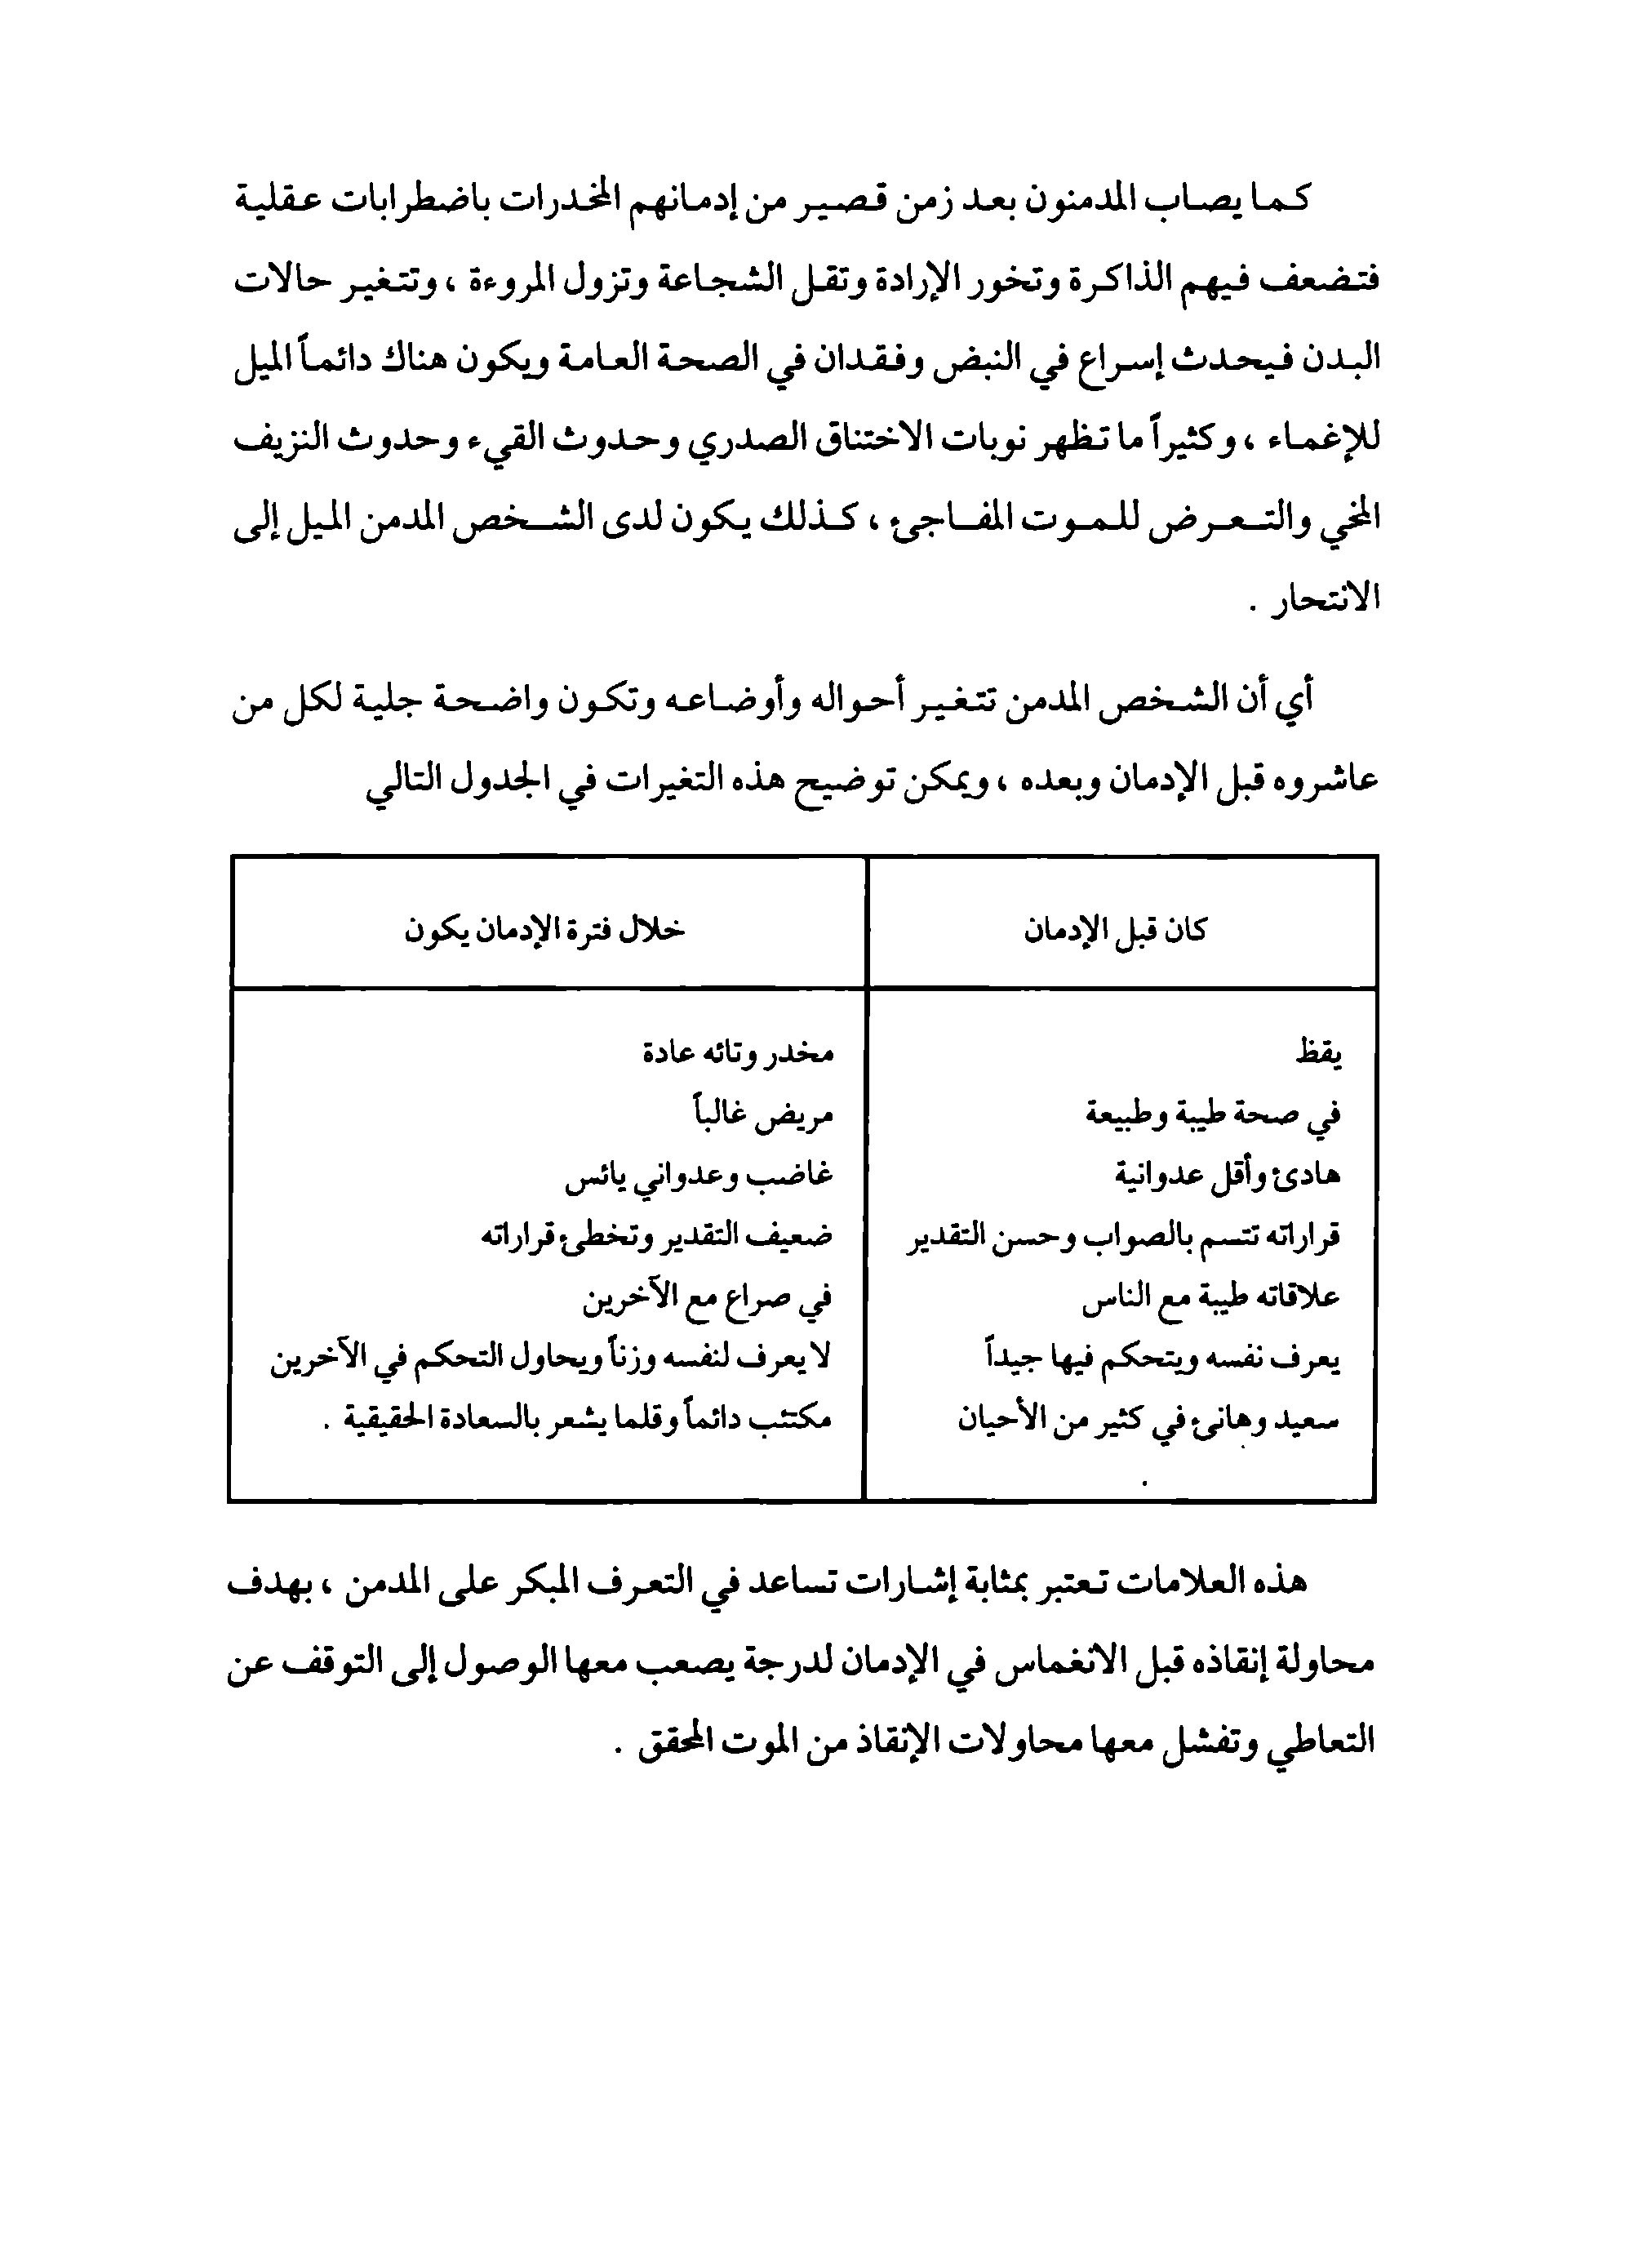 كما يصاب المدمنون بعد زمن قصير من إدمانهم المخدرات باضطرابات عقلية
فتضعف فيهم الذاكرة وتخور الإرادة وتقل الشجاعة وتزول المروءة ، وتتغير حالات
البدن فيحدث إسراع في النبض وفقدان في الصحة العامة ويكون هناك دائماً الميل
للإغماء ، وكثيراً ما تظهر نوبات الاختناق الصدري وحدوث القيء وحدوث النزيف
المخي والتعرض للموت المفاجئ ، كذلك يكون لدى الشخص المدمن الميل إلى
الانتحار .
أي أن الشخص المدمن تتغير أحواله وأوضاعه وتكون واضحة جلية لكل من
عاشروه قبل الإدمان وبعده ، ويمكن توضيح هذه التغيرات في الجدول التالي
كان قبل الإدمان خلال فترة الإدمان يكون
يقظ مخدر وتائه عادة
في صحة طيبة وطبيعة مريض غالباً
هادئ وأقل عدوانية غاضب وعدواني يائس
قراراته تتسم بالصواب وحسن التقدير ضعيف التقدير وتخطئ قراراته
علاقاته طيبة مع الناس في صراع مع الآخرين
يعرف نفسه ويتحكم فيها جيداً لا يعرف لنفسه وزناً ويحاول التحكم في الآخرين
سعيد وهانئ في كثير من الأحيان مكتئب دائماً وقلما يشعر بالسعادة الحقيقية .
هذه العلامات تعتبر بمثابة إشارات تساعد في التعرف المبكر على المدمن ، بهدف
محاولة إنقاذه قبل الانغماس في الإدمان لدرجة يصعب معها الوصول إلى التوقف عن
التعاطي وتفشل معها محاولات الإنقاذ من الموت المحقق .